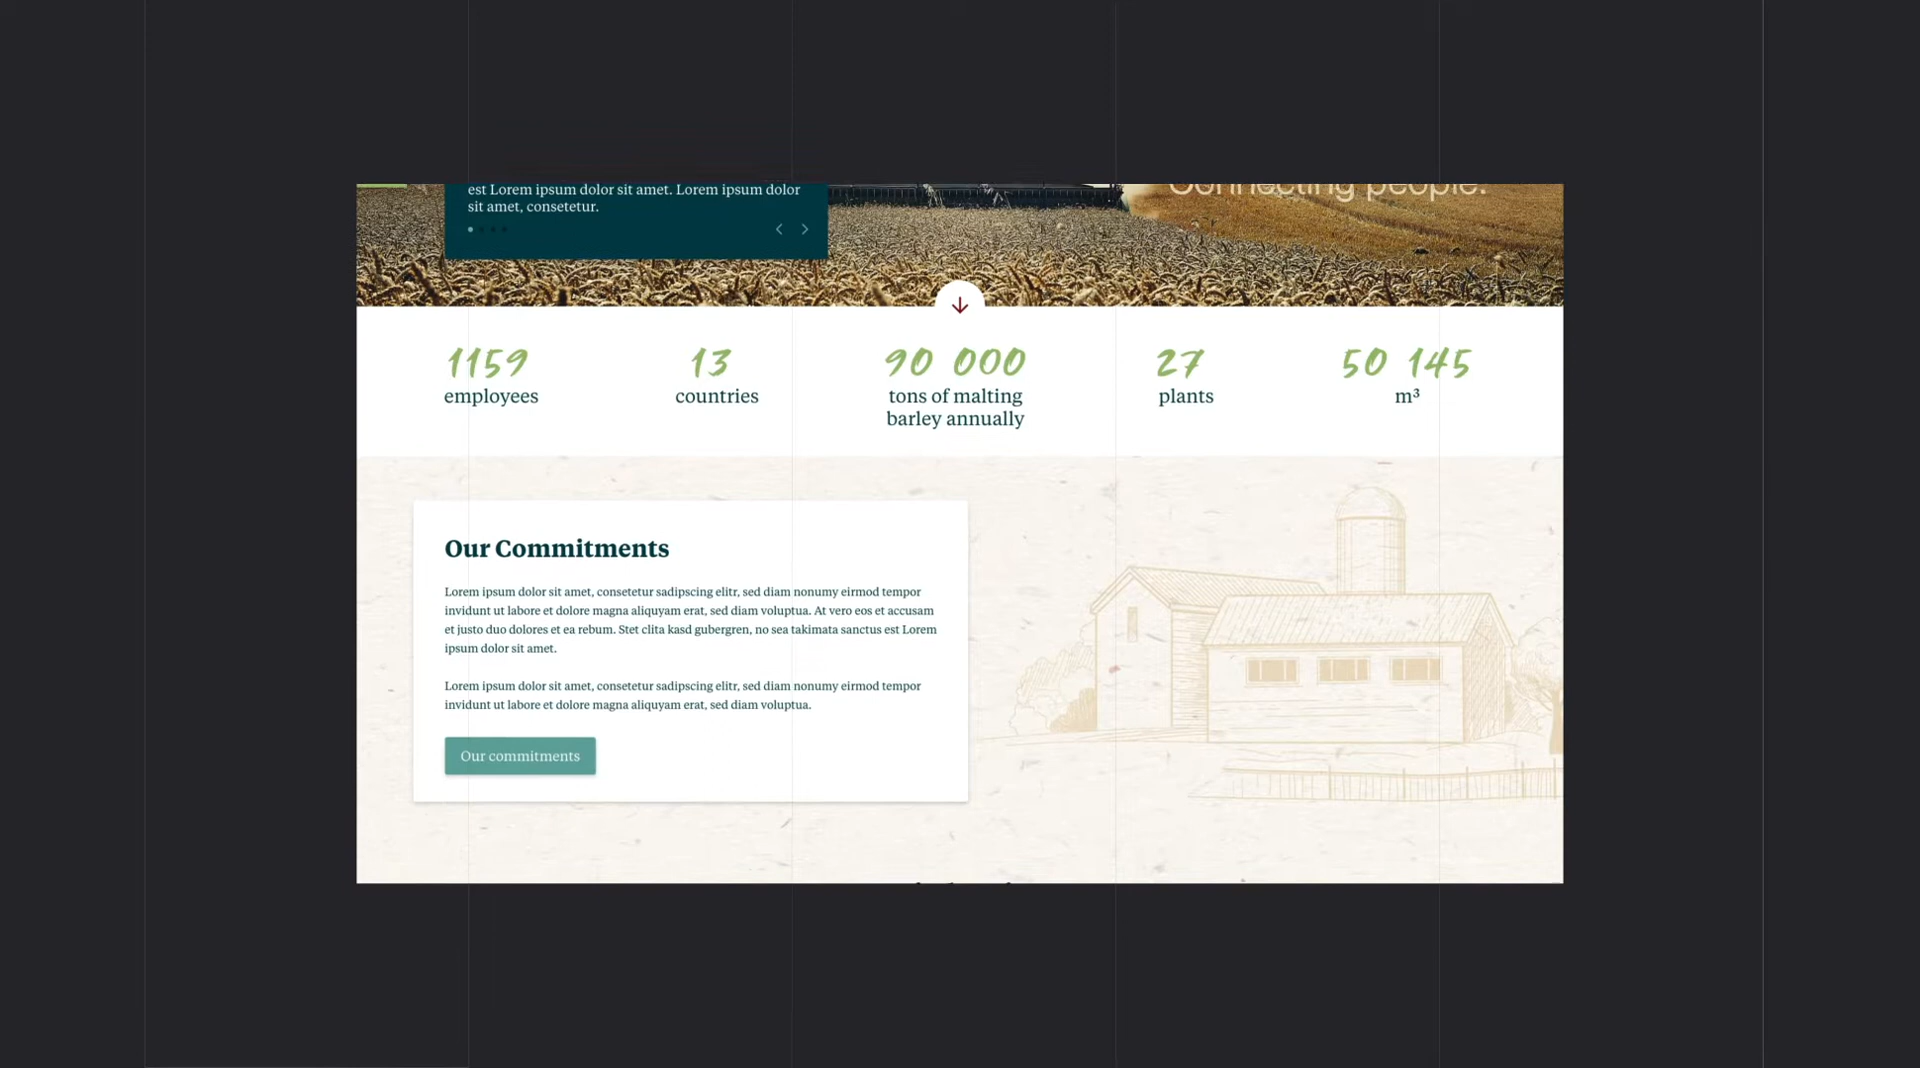 est Lorem ipsum dolor sit amet. Lorem ipsum dolor
sit amet, consetetur.
Connecting people.
1159
employees
13
countries
90 000
tons of malting
barley annually
27
plants
50 145
m³
Our Commitments
Lorem ipsum dolor sit amet, consetetur sadipscing elitr, sed diam nonumy eirmod tempor
invidunt ut labore et dolore magna aliquyam erat, sed diam voluptua. At vero eos et accusam
et justo duo dolores et ea rebum. Stet clita kasd gubergren, no sea takimata sanctus est Lorem
ipsum dolor sit amet.
Lorem ipsum dolor sit amet, consetetur sadipscing elitr, sed diam nonumy eirmod tempor
invidunt ut labore et dolore magna aliquyam erat, sed diam voluptua.
Our commitments